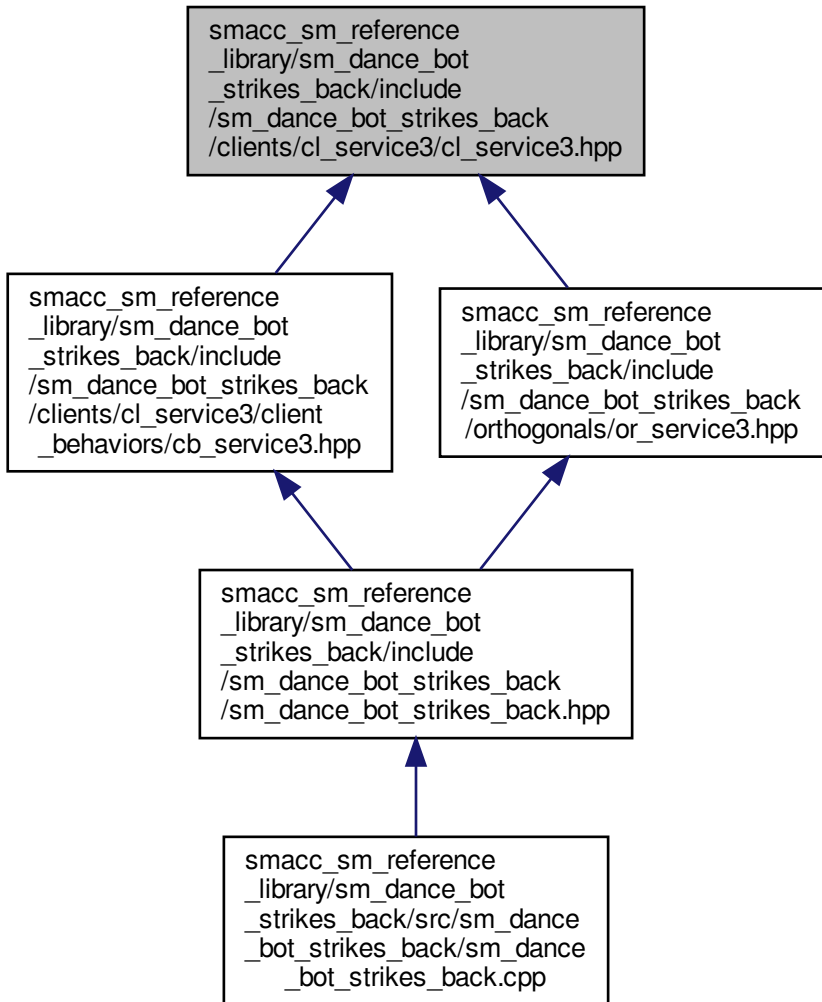 smacc_sm_reference
_library/sm_dance_bot
_strikes_back/include
/sm_dance_bot_strikes_back
/clients/cl_service3/cl_service3.hpp
smacc_sm_reference
_library/sm_dance_bot
_strikes_back/include
/sm_dance_bot_strikes_back
/clients/cl_service3/client
_behaviors/cb_service3.hpp
smacc_sm_reference
_library/sm_dance_bot
_strikes_back/include
/sm_dance_bot_strikes_back
/orthogonals/or_service3.hpp
smacc_sm_reference
_library/sm_dance_bot
_strikes_back/include
/sm_dance_bot_strikes_back
/sm_dance_bot_strikes_back.hpp
smacc_sm_reference
_library/sm_dance_bot
_strikes_back/src/sm_dance
_bot_strikes_back/sm_dance
_bot_strikes_back.cpp